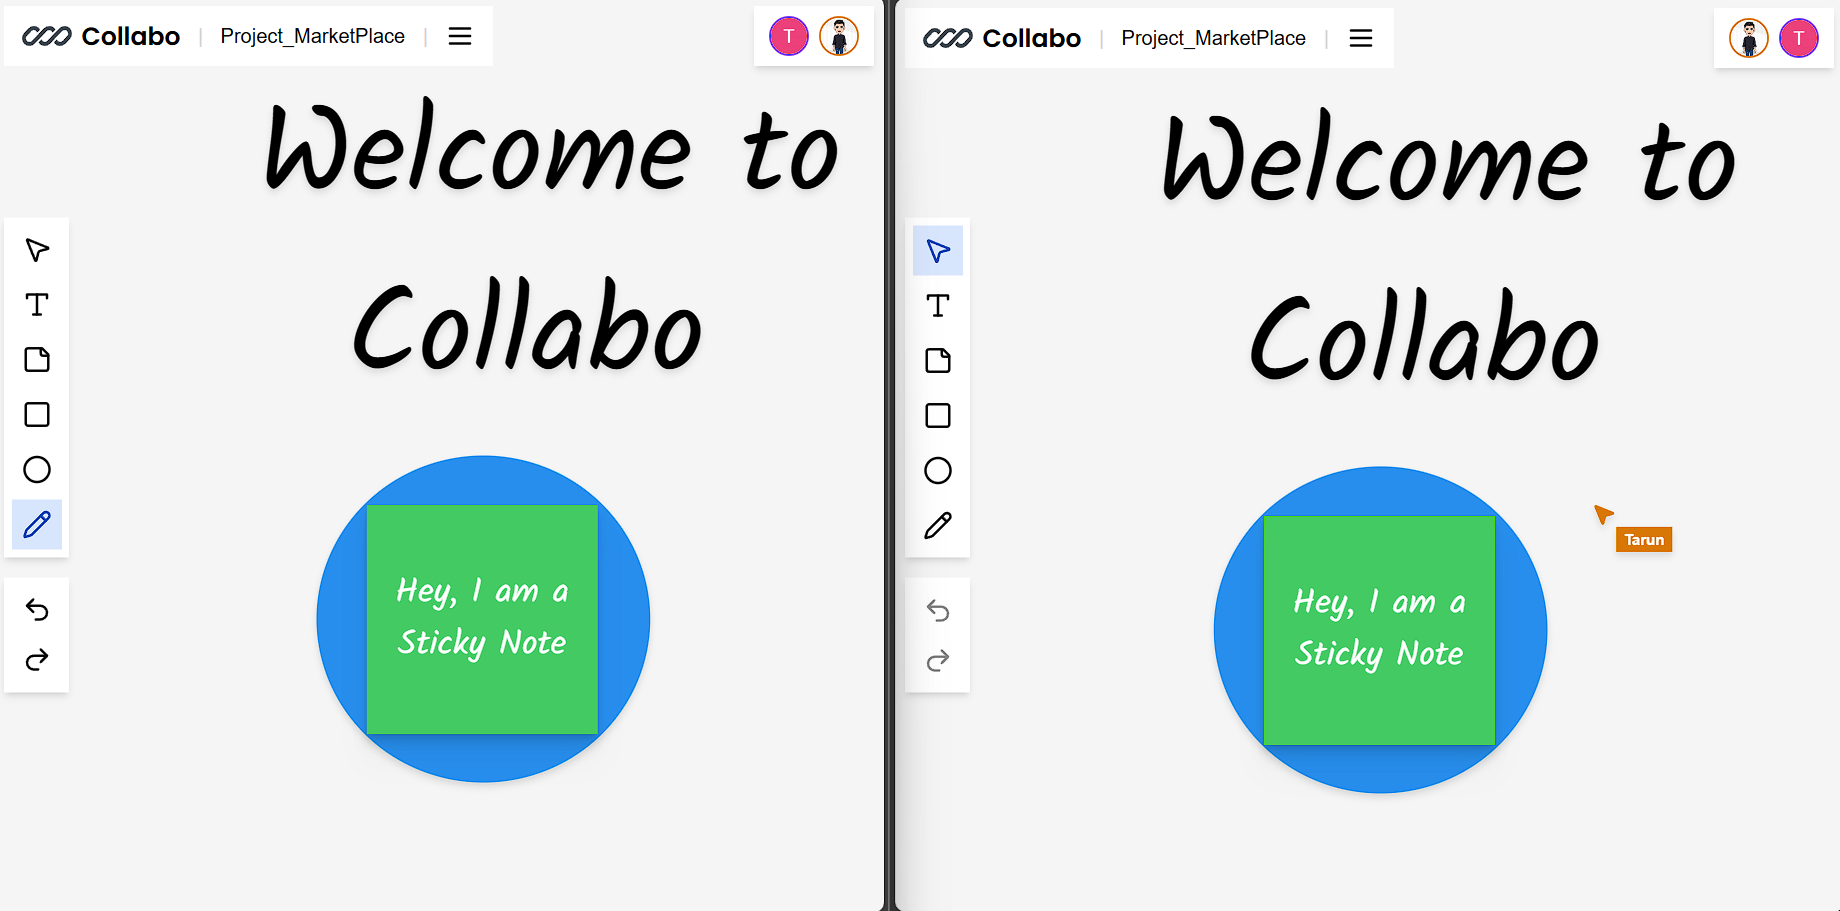 Collabo | Project_MarketPlace |
T
Welcome to
Collabo
T
Hey, I am a
Sticky Note
Collabo | Project_MarketPlace |
T
Welcome to
Collabo
T
Tarun
Hey, I am a
Sticky Note